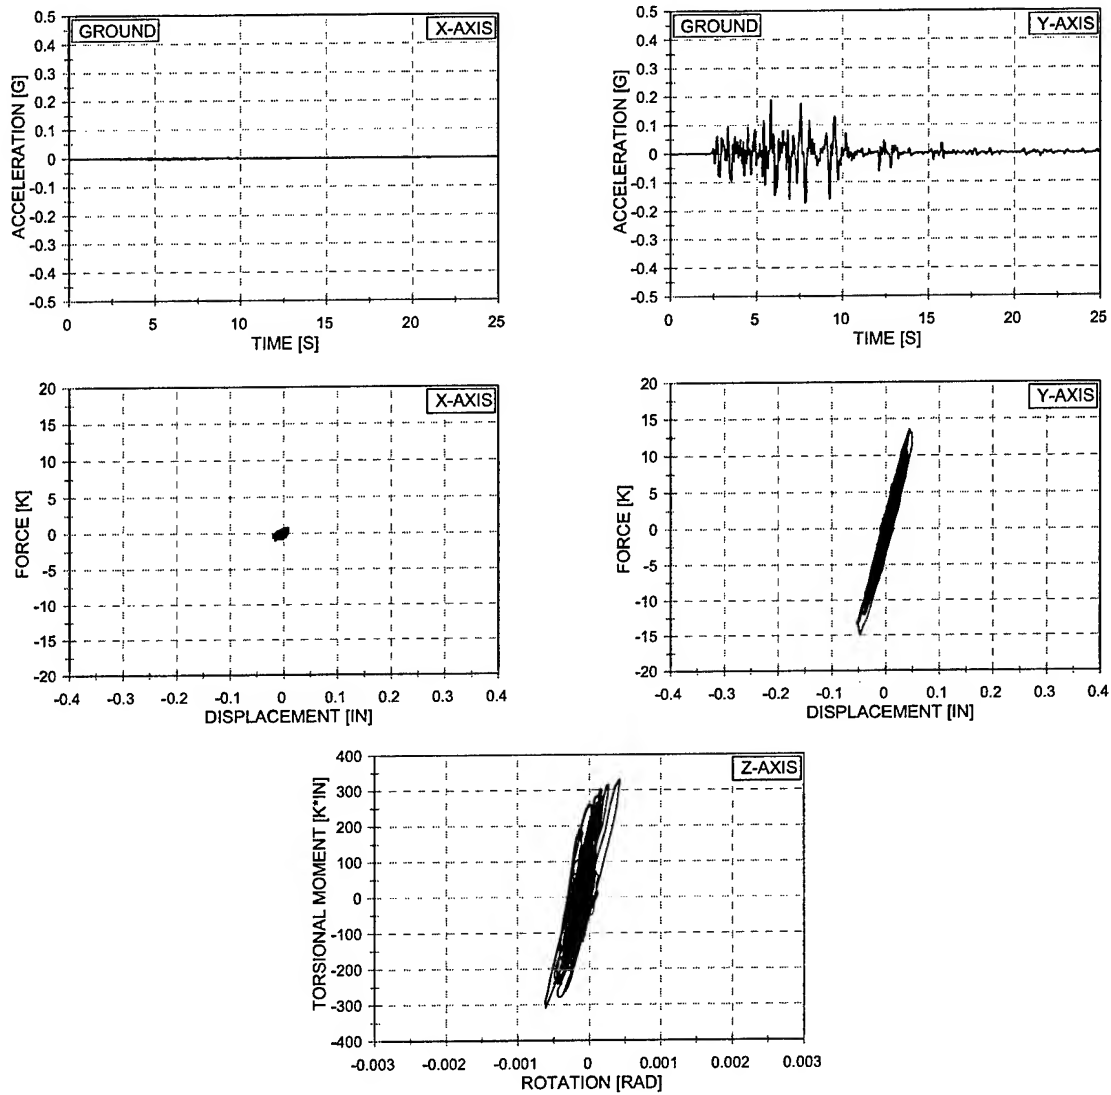 GROUND X-AXIS
ACCELERATION [G]
0.5
0.4
0.3
0.2
0.1
0
-0.1
-0.2
-0.3
-0.4
-0.5
0 5 10 15 20 25
TIME [S]
GROUND Y-AXIS
ACCELERATION [G]
0.5
0.4
0.3
0.2
0.1
0
-0.1
-0.2
-0.3
-0.4
-0.5
0 5 10 15 20 25
TIME [S]
X-AXIS
FORCE [K]
20
15
10
5
0
-5
-10
-15
-20
-0.4 -0.3 -0.2 -0.1 0 0.1 0.2 0.3 0.4
DISPLACEMENT [IN]
Y-AXIS
FORCE [K]
20
15
10
5
0
-5
-10
-15
-20
-0.4 -0.3 -0.2 -0.1 0 0.1 0.2 0.3 0.4
DISPLACEMENT [IN]
Z-AXIS
TORSIONAL MOMENT [K*IN]
400
300
200
100
0
-100
-200
-300
-400
-0.003 -0.002 -0.001 0 0.001 0.002 0.003
ROTATION [RAD]